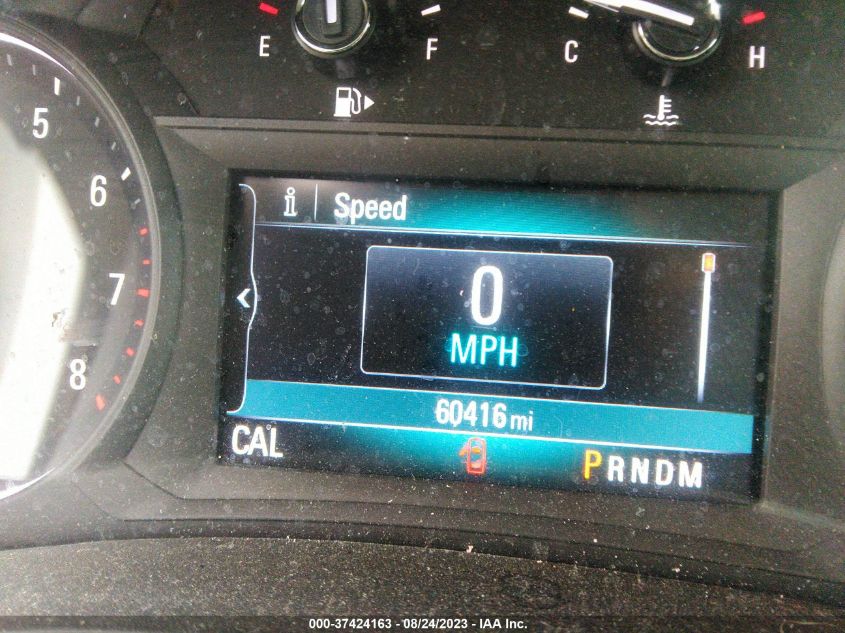 E F C H
5
6
7
8
i Speed
0
MPH
60416 mi
CAL PRNDM
000-37424163 - 08/24/2023 - IAA Inc.